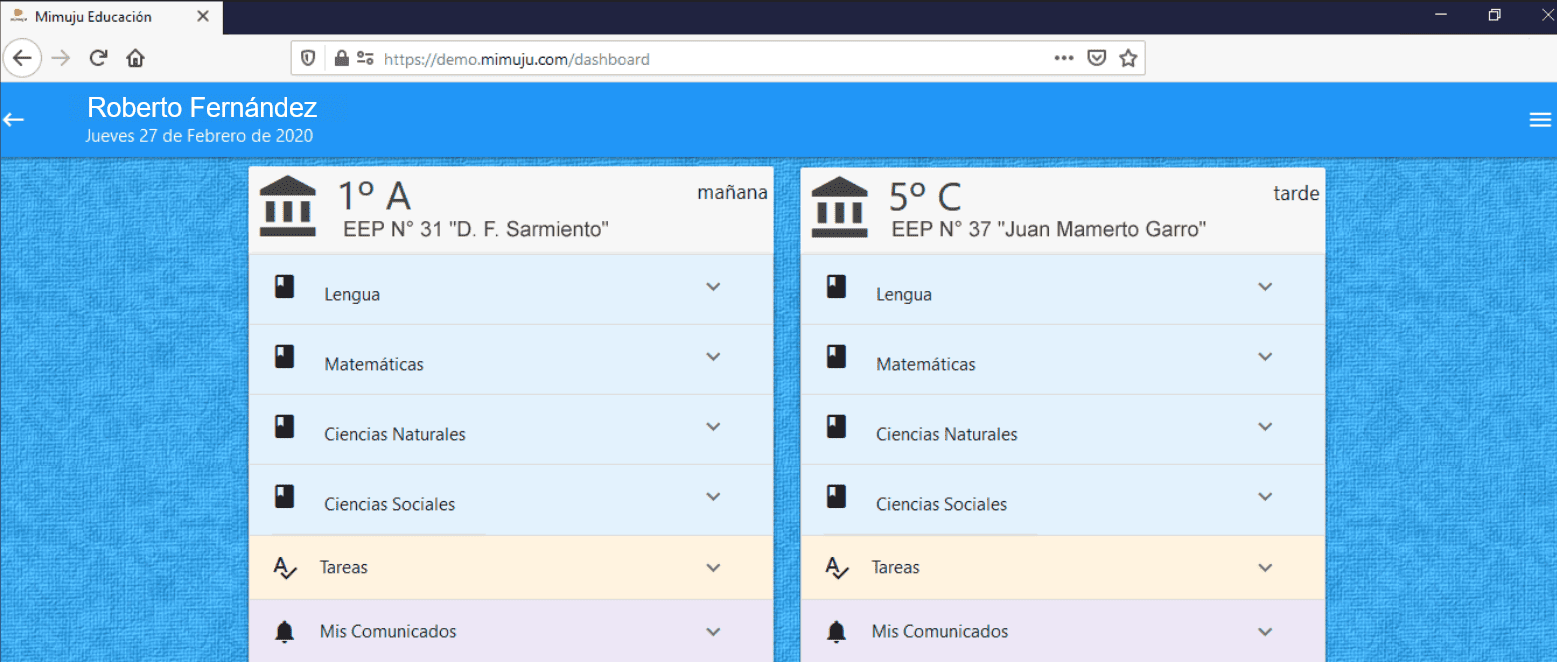 Mimuju Educación
https://demo.mimuju.com/dashboard
Roberto Fernández
Jueves 27 de Febrero de 2020
1º A
mañana
EEP N° 31 "D. F. Sarmiento"
Lengua
Matemáticas
Ciencias Naturales
Ciencias Sociales
Tareas
Mis Comunicados
5º C
tarde
EEP N° 37 "Juan Mamerto Garro"
Lengua
Matemáticas
Ciencias Naturales
Ciencias Sociales
Tareas
Mis Comunicados